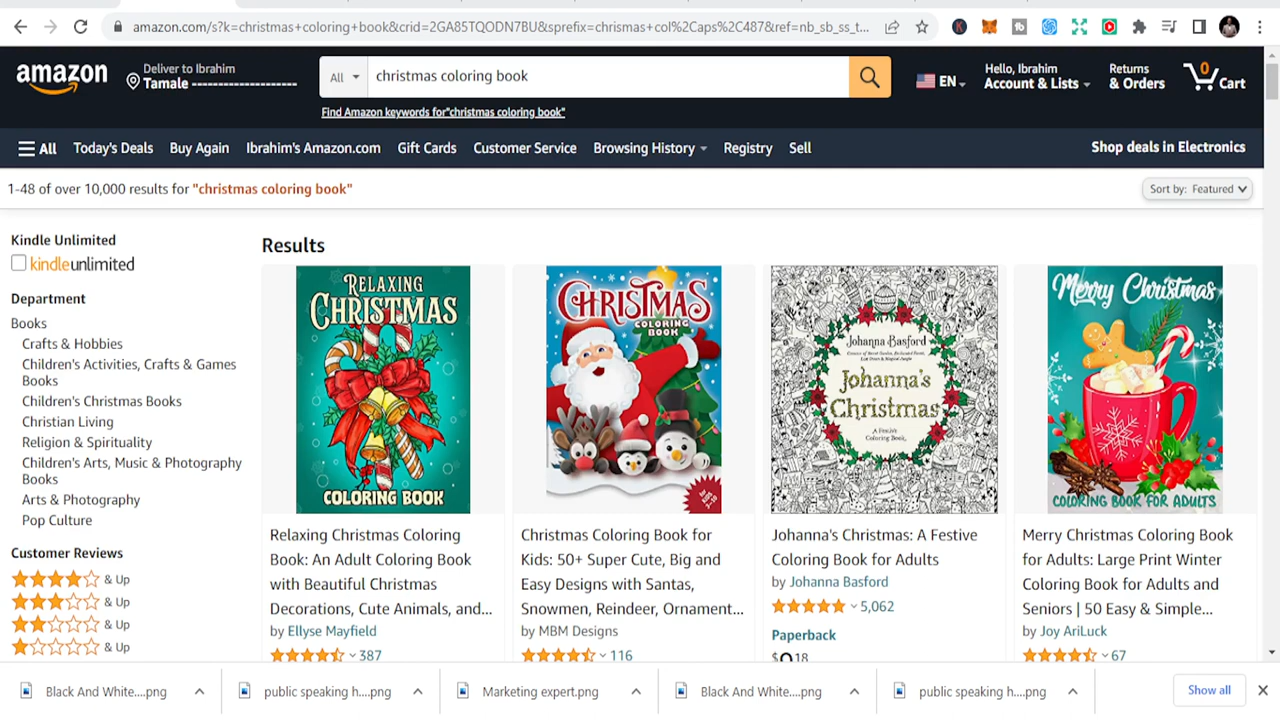 amazon.com/s?k=christmas+coloring+book&crid=2GA85TQODN7BU&sprefix=chrismas+col%2Caps%2C487&ref=nb_sb_ss_t...
amazon
Deliver to Ibrahim
Tamale
All
christmas coloring book
EN
Hello, Ibrahim
Account & Lists
Returns
& Orders
0
Cart
Find Amazon keywords for"christmas coloring book"
All
Today's Deals
Buy Again
Ibrahim's Amazon.com
Gift Cards
Customer Service
Browsing History
Registry
Sell
Shop deals in Electronics
1-48 of over 10,000 results for "christmas coloring book"
Sort by: Featured
Kindle Unlimited
kindleunlimited
Department
Books
Crafts & Hobbies
Children's Activities, Crafts & Games
Books
Children's Christmas Books
Christian Living
Religion & Spirituality
Children's Arts, Music & Photography
Books
Arts & Photography
Pop Culture
Customer Reviews
& Up
& Up
& Up
& Up
Results
RELAXING
CHRISTMAS
COLORING BOOK
Relaxing Christmas Coloring
Book: An Adult Coloring Book
with Beautiful Christmas
Decorations, Cute Animals, and...
by Ellyse Mayfield
387
CHRISTMAS
COLORING
BOOK
Christmas Coloring Book for
Kids: 50+ Super Cute, Big and
Easy Designs with Santas,
Snowmen, Reindeer, Ornament...
by MBM Designs
116
Johanna Basford
Johanna's
Christmas
A Festive
Coloring Book
Johanna's Christmas: A Festive
Coloring Book for Adults
by Johanna Basford
5,062
Paperback
Merry Christmas
COLORING BOOK FOR ADULTS
Merry Christmas Coloring Book
for Adults: Large Print Winter
Coloring Book for Adults and
Seniors | 50 Easy & Simple...
by Joy AriLuck
67
Black And White....png
public speaking h....png
Marketing expert.png
Black And White....png
public speaking h....png
Show all